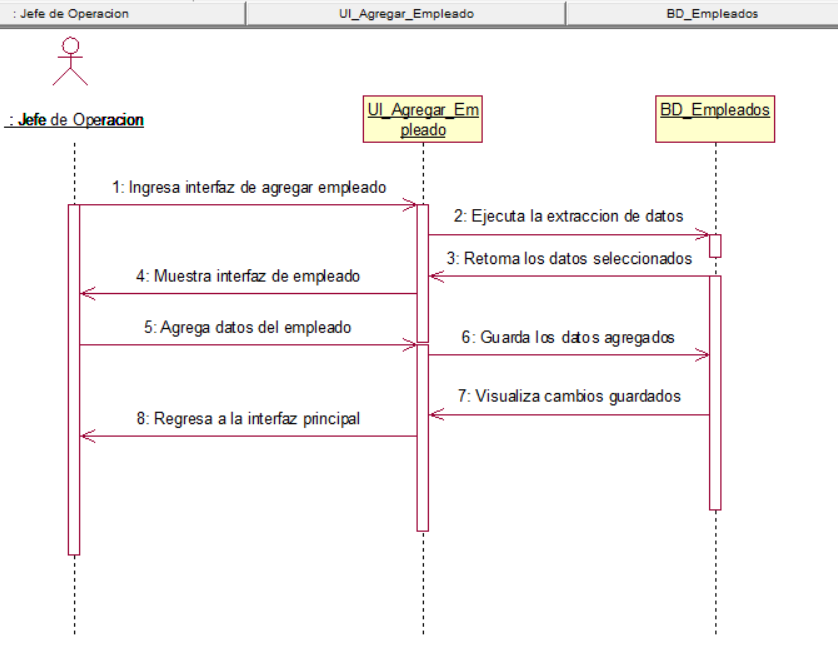 : Jefe de Operacion
UI_Agregar_Empleado
BD_Empleados
: Jefe de Operacion
UI_Agregar_Em
pleado
BD_Empleados
1: Ingresa interfaz de agregar empleado
2: Ejecuta la extraccion de datos
3: Retorna los datos seleccionados
4: Muestra interfaz de empleado
5: Agrega datos del empleado
6: Guarda los datos agregados
7: Visualiza cambios guardados
8: Regresa a la interfaz principal